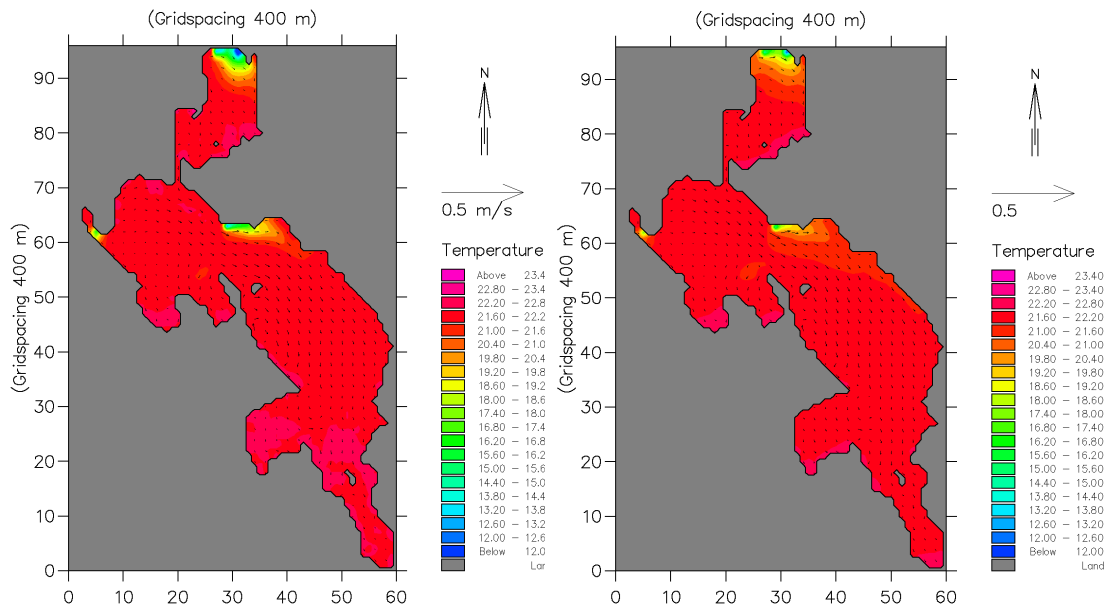 (Gridspacing 400 m)
90
80
70
60
50
40
30
20
10
0
0 10 20 30 40 50 60
(Gridspacing 400 m)
N
0.5 m/s
Temperature
Above 23.4
22.80 – 23.4
22.20 – 22.8
21.60 – 22.2
21.00 – 21.6
20.40 – 21.0
19.80 – 20.4
19.20 – 19.8
18.60 – 19.2
18.00 – 18.6
17.40 – 18.0
16.80 – 17.4
16.20 – 16.8
15.60 – 16.2
15.00 – 15.6
14.40 – 15.0
13.80 – 14.4
13.20 – 13.8
12.60 – 13.2
12.00 – 12.6
Below 12.0
Lar
(Gridspacing 400 m)
90
80
70
60
50
40
30
20
10
0
0 10 20 30 40 50 60
(Gridspacing 400 m)
N
0.5
Temperature
Above 23.40
22.80 – 23.40
22.20 – 22.80
21.60 – 22.20
21.00 – 21.60
20.40 – 21.00
19.80 – 20.40
19.20 – 19.80
18.60 – 19.20
18.00 – 18.60
17.40 – 18.00
16.80 – 17.40
16.20 – 16.80
15.60 – 16.20
15.00 – 15.60
14.40 – 15.00
13.80 – 14.40
13.20 – 13.80
12.60 – 13.20
12.00 – 12.60
Below 12.00
Land